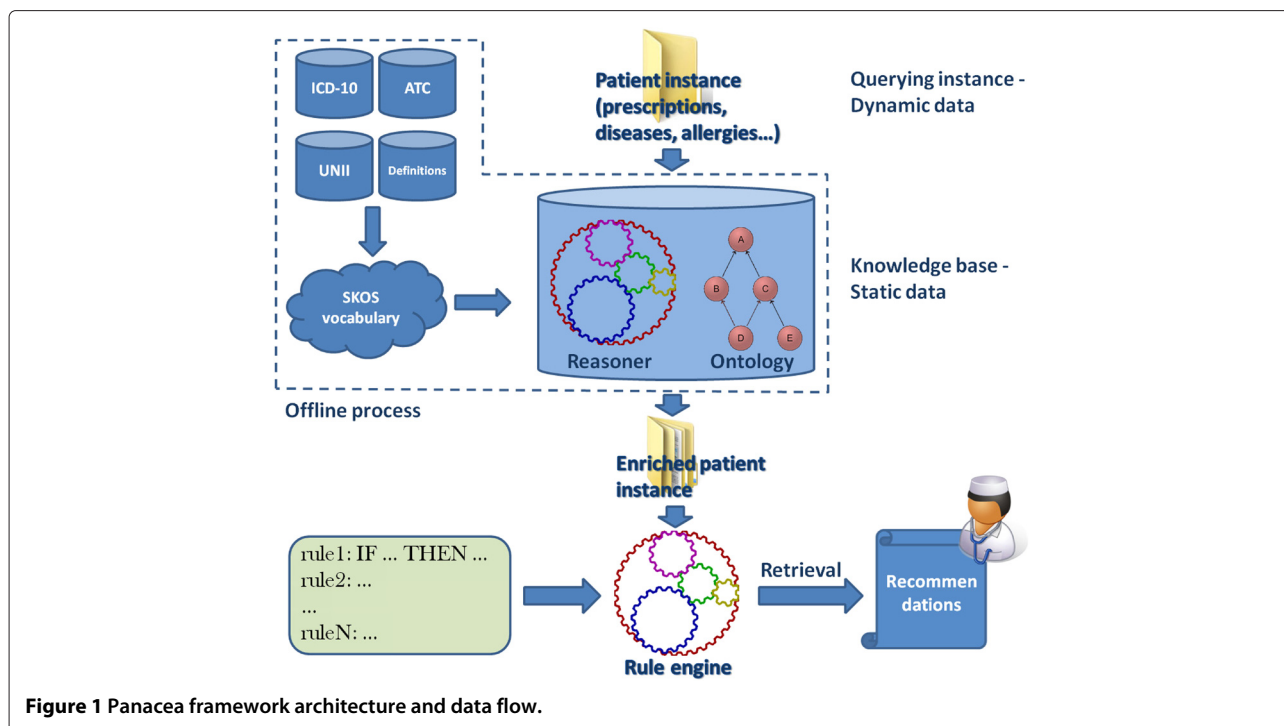 ICD-10
ATC
UNII
Definitions
SKOS
vocabulary
Patient instance
(prescriptions,
diseases, allergies...)
Querying instance -
Dynamic data
A
B
C
D
E
Reasoner
Ontology
Knowledge base -
Static data
Offline process
Enriched patient
instance
rule1: IF ... THEN ...
rule2: ...
...
ruleN: ...
Rule engine
Retrieval
Recommen
dations
Figure 1 Panacea framework architecture and data flow.